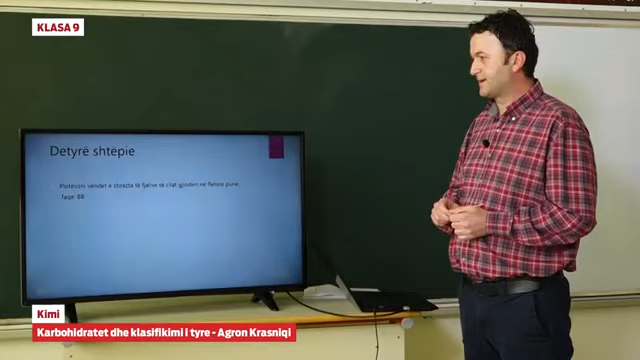 KLASA 9
Detyrë shtëpie
Plotësoni vendet e zbrazta të fjalive të cilat gjinden në fletore pune,
Faqe 88
Kimi
Karbohidratet dhe klasifikimi i tyre - Agron Krasniqi